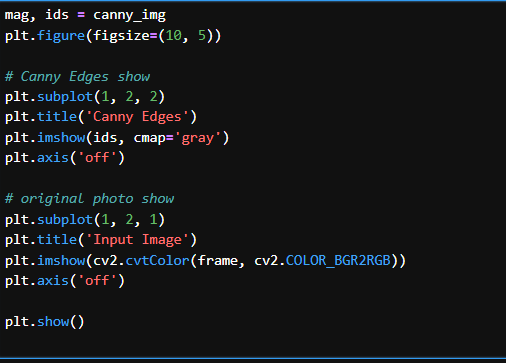 mag, ids = canny_img
plt.figure(figsize=(10, 5))
# Canny Edges show
plt.subplot(1, 2, 2)
plt.title('Canny Edges')
plt.imshow(ids, cmap='gray')
plt.axis('off')
# original photo show
plt.subplot(1, 2, 1)
plt.title('Input Image')
plt.imshow(cv2.cvtColor(frame, cv2.COLOR_BGR2RGB))
plt.axis('off')
plt.show()